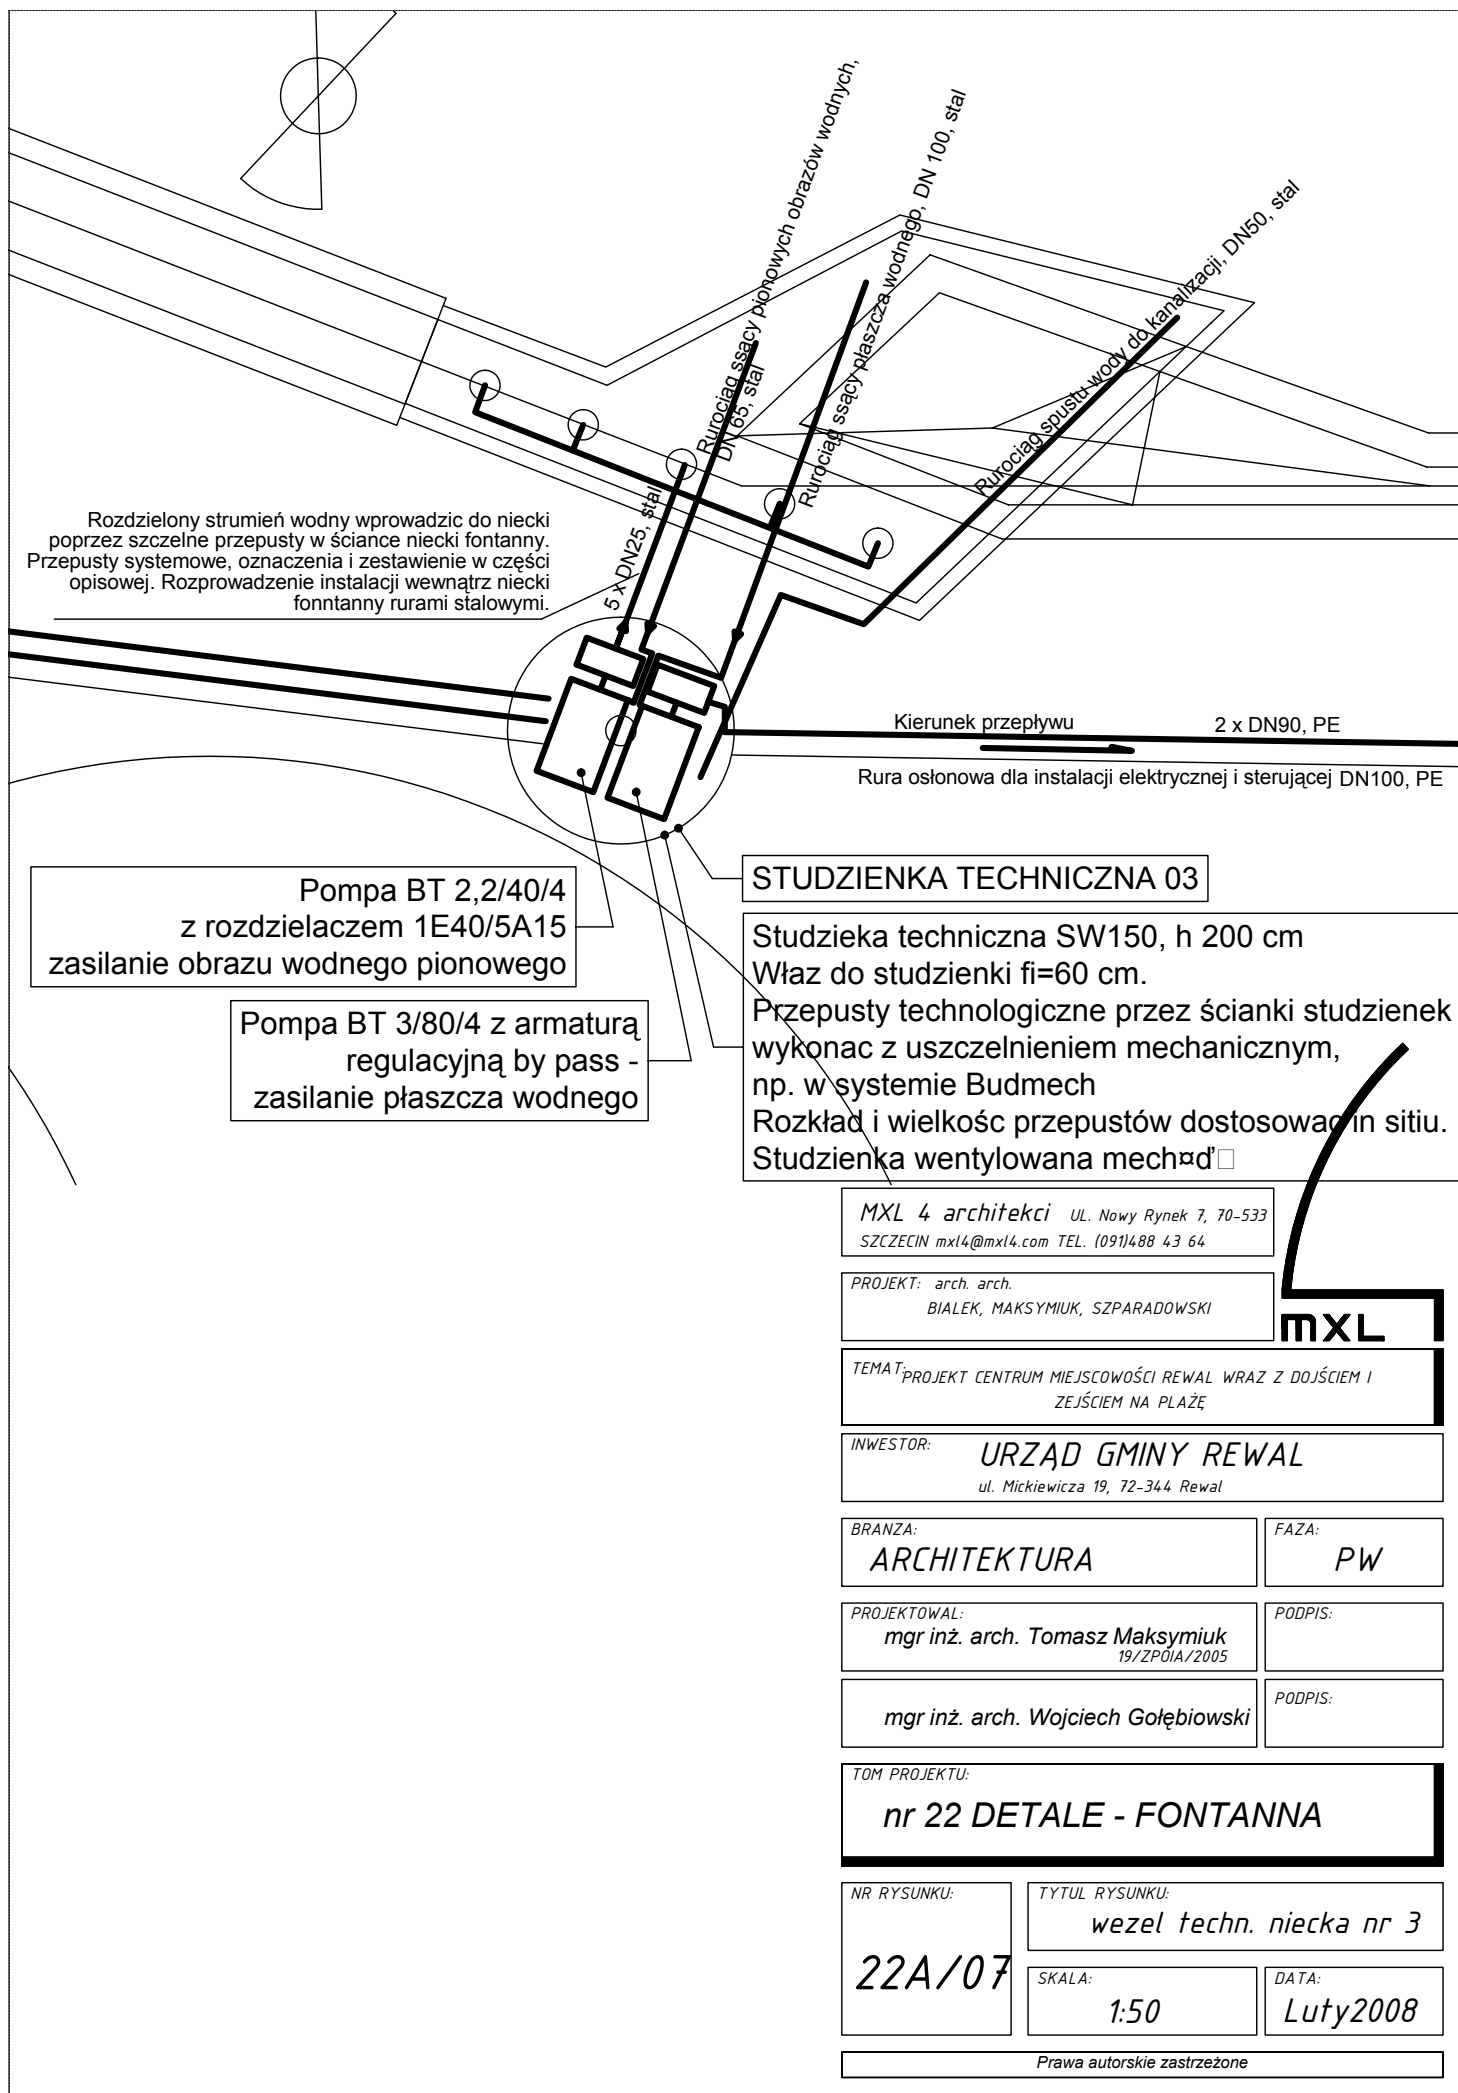 Rurociąg ssący pionowych obrazów wodnych,
DN 65, stal
Rurociąg ssący płaszcza wodnego, DN 100, stal
Rurociąg spustu wody do kanalizacji, DN50, stal
5 x DN25, stal
Rozdzielony strumień wodny wprowadzic do niecki
poprzez szczelne przepusty w ściance niecki fontanny.
Przepusty systemowe, oznaczenia i zestawienie w części
opisowej. Rozprowadzenie instalacji wewnątrz niecki
fonntanny rurami stalowymi.
Kierunek przepływu
2 x DN90, PE
Rura osłonowa dla instalacji elektrycznej i sterującej DN100, PE
Pompa BT 2,2/40/4
z rozdzielaczem 1E40/5A15
zasilanie obrazu wodnego pionowego
Pompa BT 3/80/4 z armaturą
regulacyjną by pass -
zasilanie płaszcza wodnego
STUDZIENKA TECHNICZNA 03
Studzieka techniczna SW150, h 200 cm
Właz do studzienki fi=60 cm.
Przepusty technologiczne przez ścianki studzienek
wykonac z uszczelnieniem mechanicznym,
np. w systemie Budmech
Rozkład i wielkośc przepustów dostosowac in sitiu.
Studzienka wentylowana mech¤ď□
MXL 4 architekci UL. Nowy Rynek 7, 70-533
SZCZECIN mxl4@mxl4.com TEL. (091)488 43 64
PROJEKT: arch. arch.
BIALEK, MAKSYMIUK, SZPARADOWSKI
mxl
TEMAT: PROJEKT CENTRUM MIEJSCOWOŚCI REWAL WRAZ Z DOJŚCIEM I
ZEJŚCIEM NA PLAŻĘ
INWESTOR: URZĄD GMINY REWAL
ul. Mickiewicza 19, 72-344 Rewal
BRANZA:
ARCHITEKTURA
FAZA:
PW
PROJEKTOWAL:
mgr inż. arch. Tomasz Maksymiuk
19/ZPOIA/2005
PODPIS:
mgr inż. arch. Wojciech Gołębiowski
PODPIS:
TOM PROJEKTU:
nr 22 DETALE - FONTANNA
NR RYSUNKU:
22A/07
TYTUL RYSUNKU:
wezel techn. niecka nr 3
SKALA:
1:50
DATA:
Luty2008
Prawa autorskie zastrzeżone